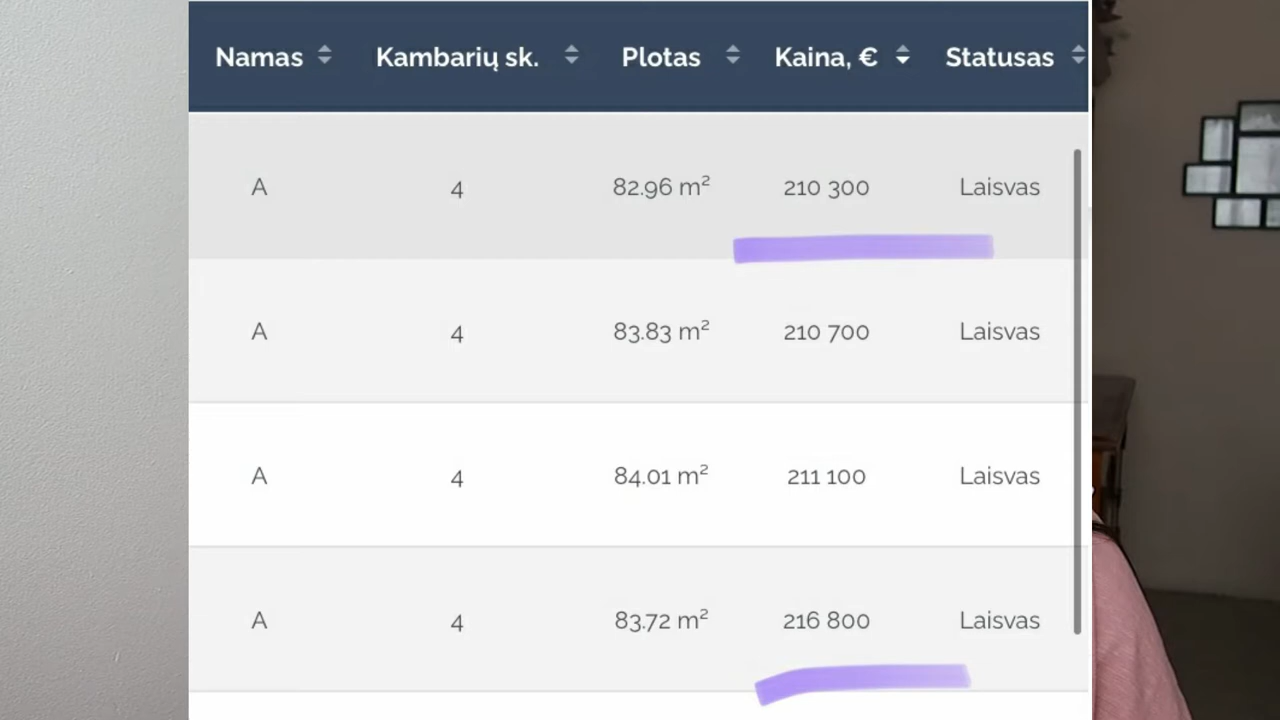 Namas Kambarių sk. Plotas Kaina, € Statusas
A 4 82.96 m² 210 300 Laisvas
A 4 83.83 m² 210 700 Laisvas
A 4 84.01 m² 211 100 Laisvas
A 4 83.72 m² 216 800 Laisvas